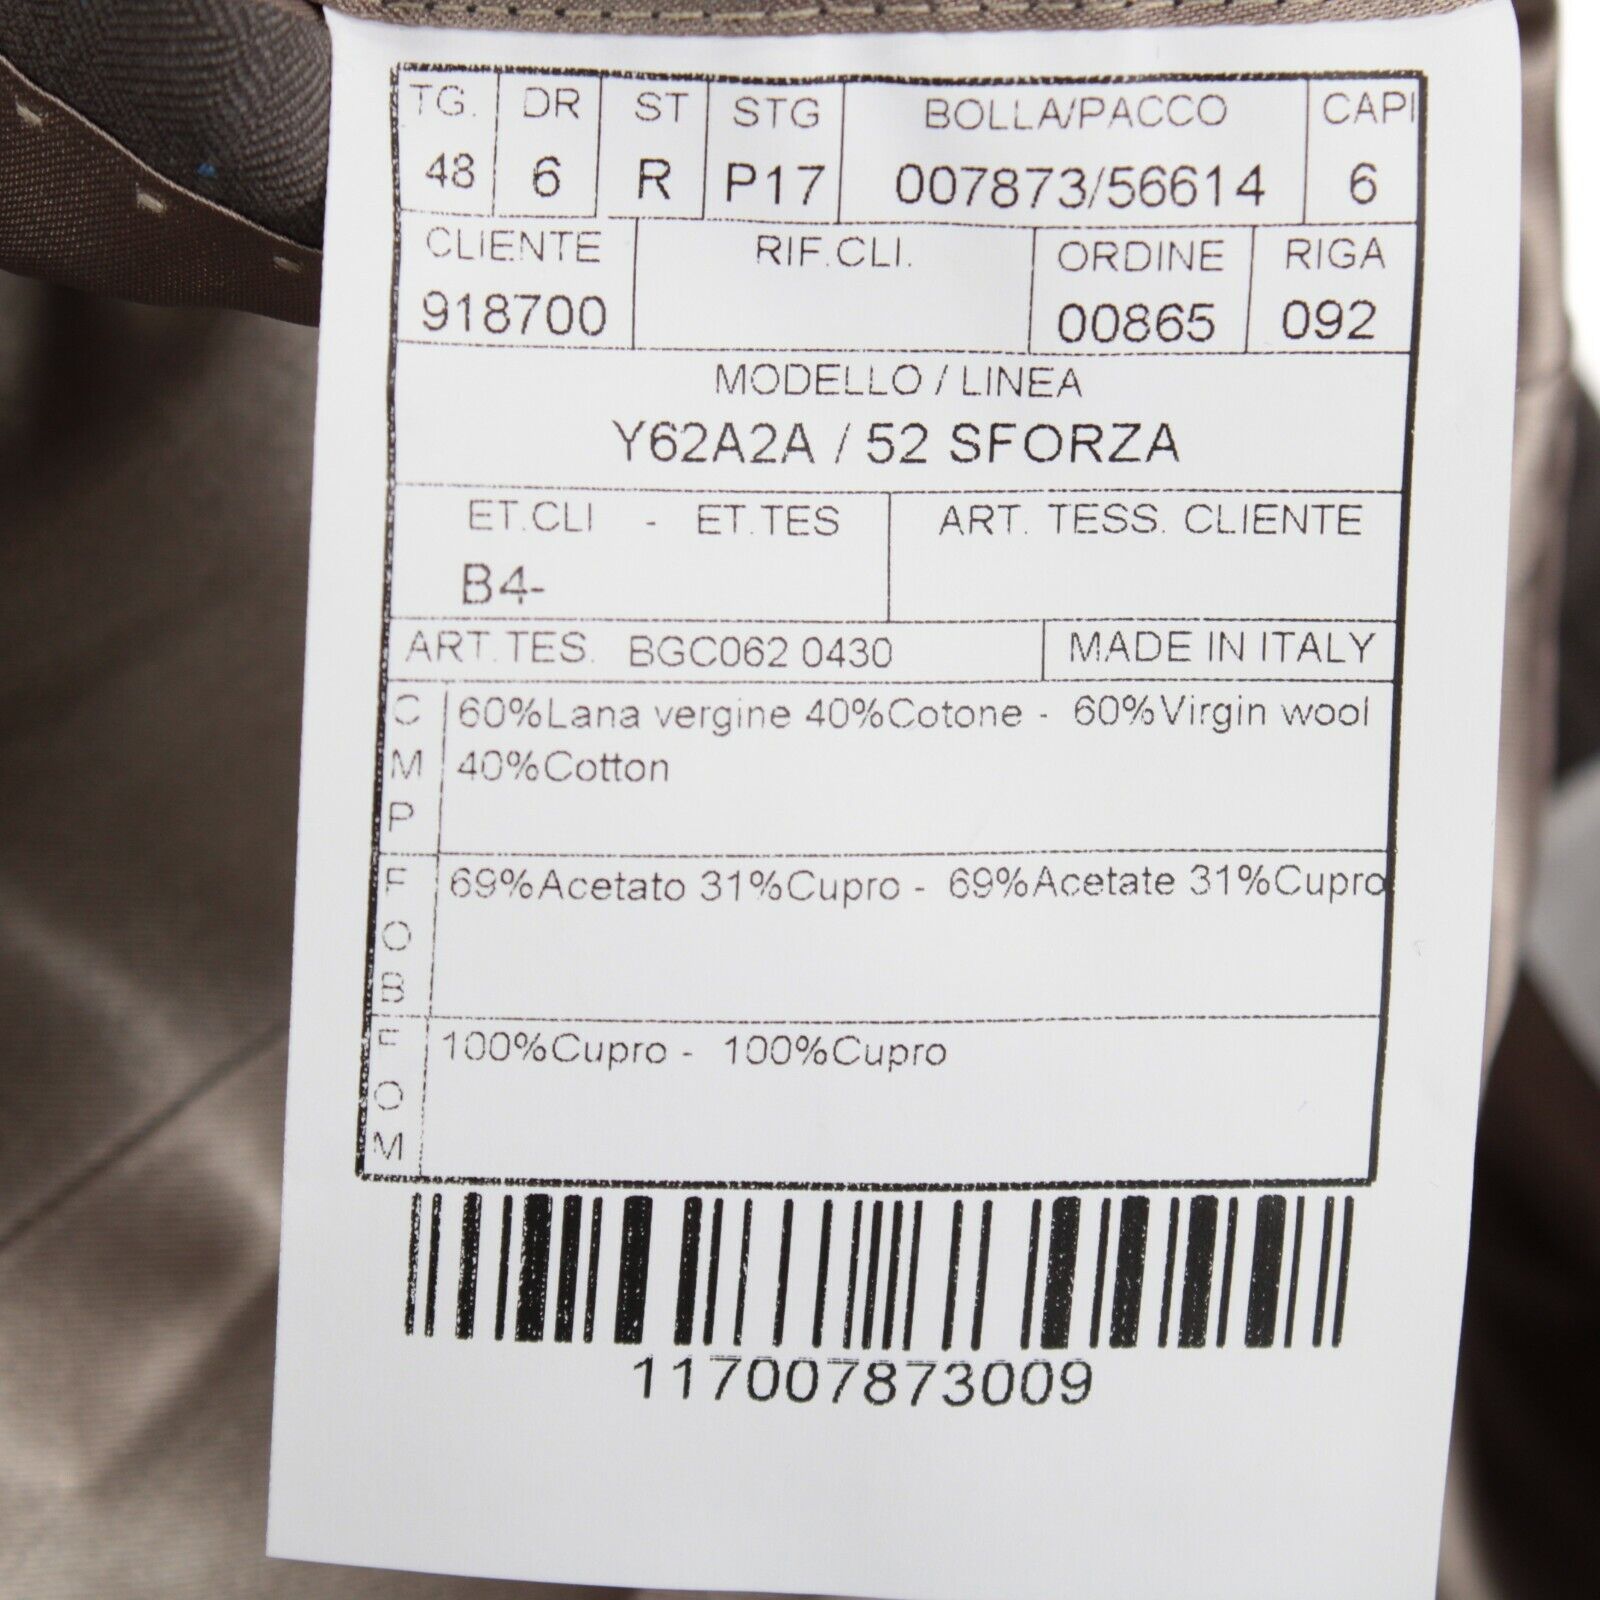 TG. DR ST STG BOLLA/PACCO CAPI
48 6 R P17 007873/56614 6
CLIENTE RIF.CLI. ORDINE RIGA
918700 00865 092
MODELLO / LINEA
Y62A2A / 52 SFORZA
ET.CLI - ET.TES ART. TESS. CLIENTE
B4-
ART.TES. BGC062 0430 MADE IN ITALY
CMP 60%Lana vergine 40%Cotone - 60%Virgin wool
40%Cotton
FOB 69%Acetato 31%Cupro - 69%Acetate 31%Cupro
FOM 100%Cupro - 100%Cupro
117007873009